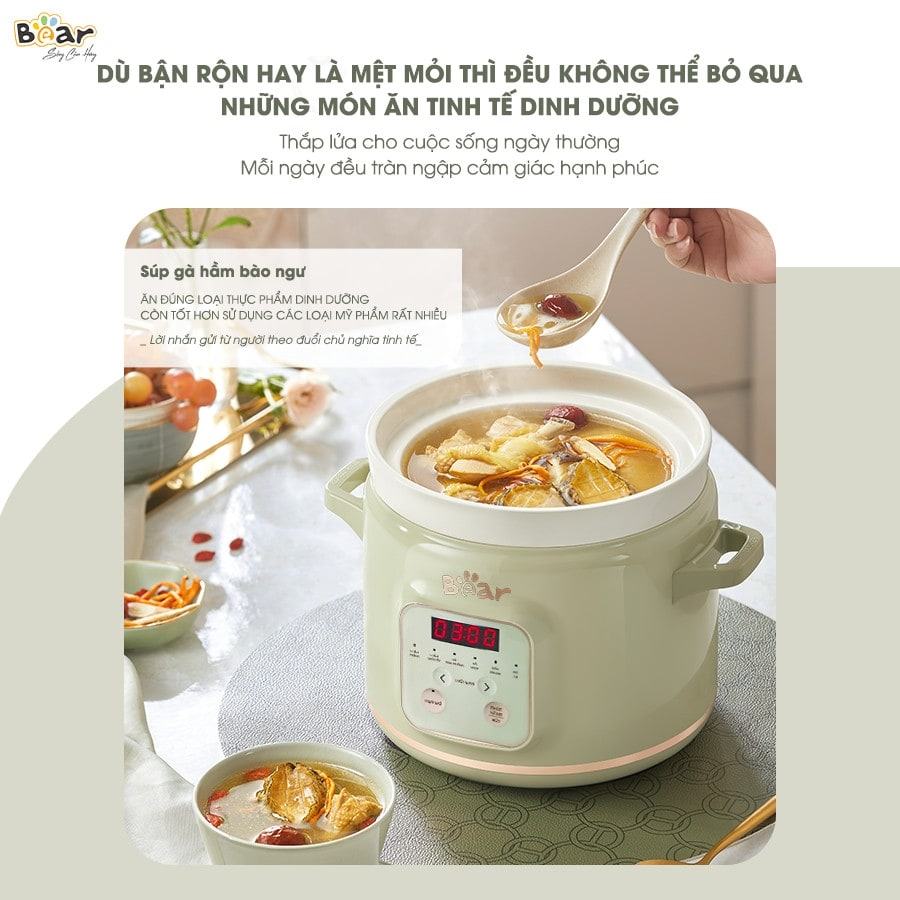 Bear
Sống Cảm Hứng
DÙ BẬN RỘN HAY LÀ MỆT MỎI THÌ ĐỀU KHÔNG THỂ BỎ QUA
NHỮNG MÓN ĂN TINH TẾ DINH DƯỠNG
Thắp lửa cho cuộc sống ngày thường
Mỗi ngày đều tràn ngập cảm giác hạnh phúc
Súp gà hầm bào ngư
ĂN ĐÚNG LOẠI THỰC PHẨM DINH DƯỠNG
CÒN TỐT HƠN SỬ DỤNG CÁC LOẠI MỸ PHẨM RẤT NHIỀU
_ Lời nhắn gửi từ người theo đuổi chủ nghĩa tinh tế_
Bear
03:00